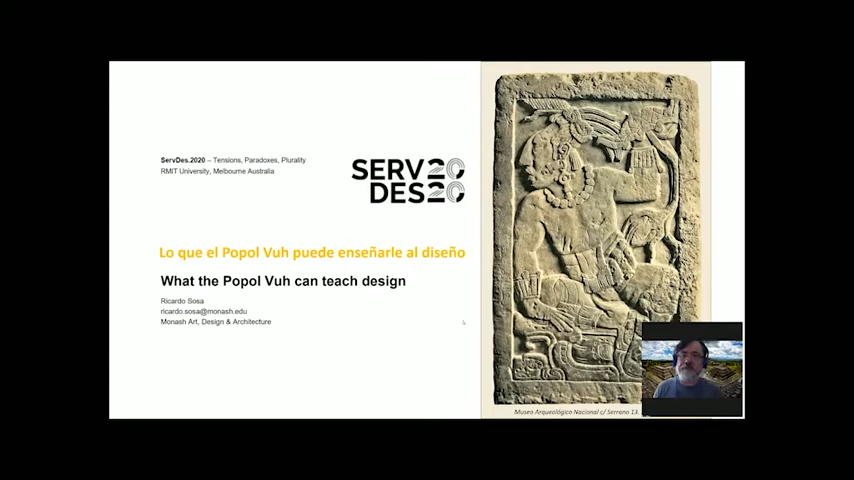 ServDes.2020 – Tensions, Paradoxes, Plurality
RMIT University, Melbourne Australia
SERV20
DES20
Lo que el Popol Vuh puede enseñarle al diseño
What the Popol Vuh can teach design
Ricardo Sosa
ricardo.sosa@monash.edu
Monash Art, Design & Architecture
Museo Arqueológico Nacional c/ Serrano 13.